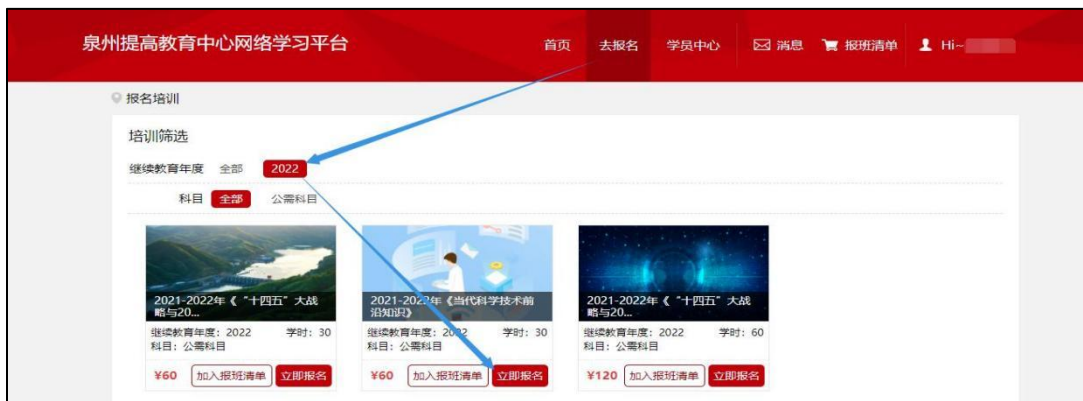 泉州提高教育中心网络学习平台 首页 去报名 学员中心 消息 报班清单 Hi~
报名培训
培训筛选
继续教育年度 全部 2022
科目 全部 公需科目
2021-2022年《“十四五”大战
略与20...
继续教育年度：2022 学时：30
科目：公需科目
¥60 加入报班清单 立即报名
2021-2022年《当代科学技术前
沿知识》
继续教育年度：2022 学时：30
科目：公需科目
¥60 加入报班清单 立即报名
2021-2022年《“十四五”大战
略与20...
继续教育年度：2022 学时：60
科目：公需科目
¥120 加入报班清单 立即报名